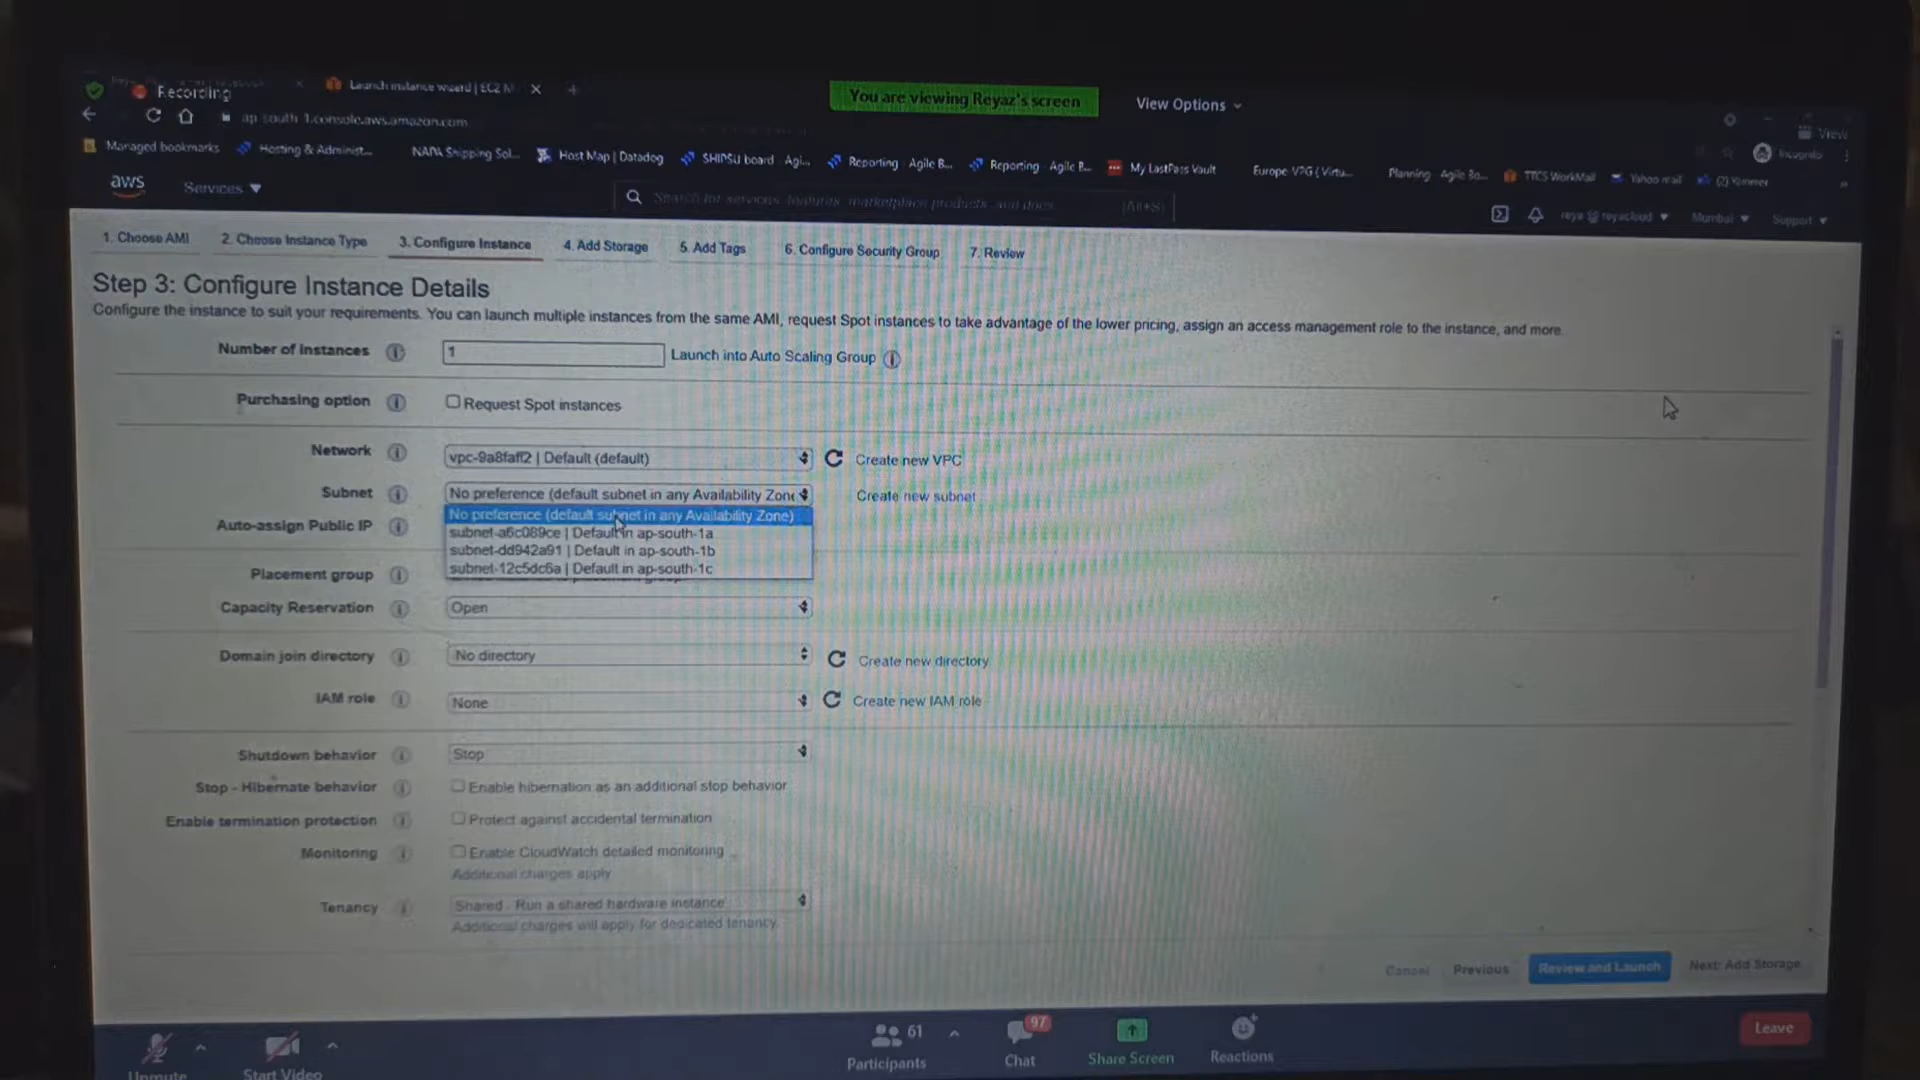 Recording
Launch instance wizard | EC2 M
You are viewing Reyaz's screen
View Options
View
ap-south-1.console.aws.amazon.com
Incognito
Managed bookmarks
Hosting & Administ...
NAPA Shipping Sol...
Host Map | Datadog
SHIPSU board - Agi...
Reporting - Agile B...
Reporting - Agile B...
My LastPass Vault
Europe VPG (Virtu...
Planning - Agile Bo...
TTCS WorkMail
Yahoo mail
(2) Yammer
aws
Services
Search for services, features, marketplace products, and docs
[Alt+S]
Mumbai
Support
1. Choose AMI
2. Choose Instance Type
3. Configure Instance
4. Add Storage
5. Add Tags
6. Configure Security Group
7. Review
Step 3: Configure Instance Details
Configure the instance to suit your requirements. You can launch multiple instances from the same AMI, request Spot instances to take advantage of the lower pricing, assign an access management role to the instance, and more.
Number of instances
1
Launch into Auto Scaling Group
Purchasing option
Request Spot instances
Network
vpc-9a8faff2 | Default (default)
Create new VPC
Subnet
No preference (default subnet in any Availability Zone
Create new subnet
No preference (default subnet in any Availability Zone)
Auto-assign Public IP
subnet-a6c089ce | Default in ap-south-1a
subnet-dd942a91 | Default in ap-south-1b
subnet-12c5dc6a | Default in ap-south-1c
Placement group
Capacity Reservation
Open
Domain join directory
No directory
Create new directory
IAM role
None
Create new IAM role
Shutdown behavior
Stop
Stop - Hibernate behavior
Enable hibernation as an additional stop behavior
Enable termination protection
Protect against accidental termination
Monitoring
Enable CloudWatch detailed monitoring
Additional charges apply
Tenancy
Shared - Run a shared hardware instance
Additional charges will apply for dedicated tenancy.
Cancel
Previous
Review and Launch
Next: Add Storage
61
97
Leave
Unmute
Start Video
Participants
Chat
Share Screen
Reactions